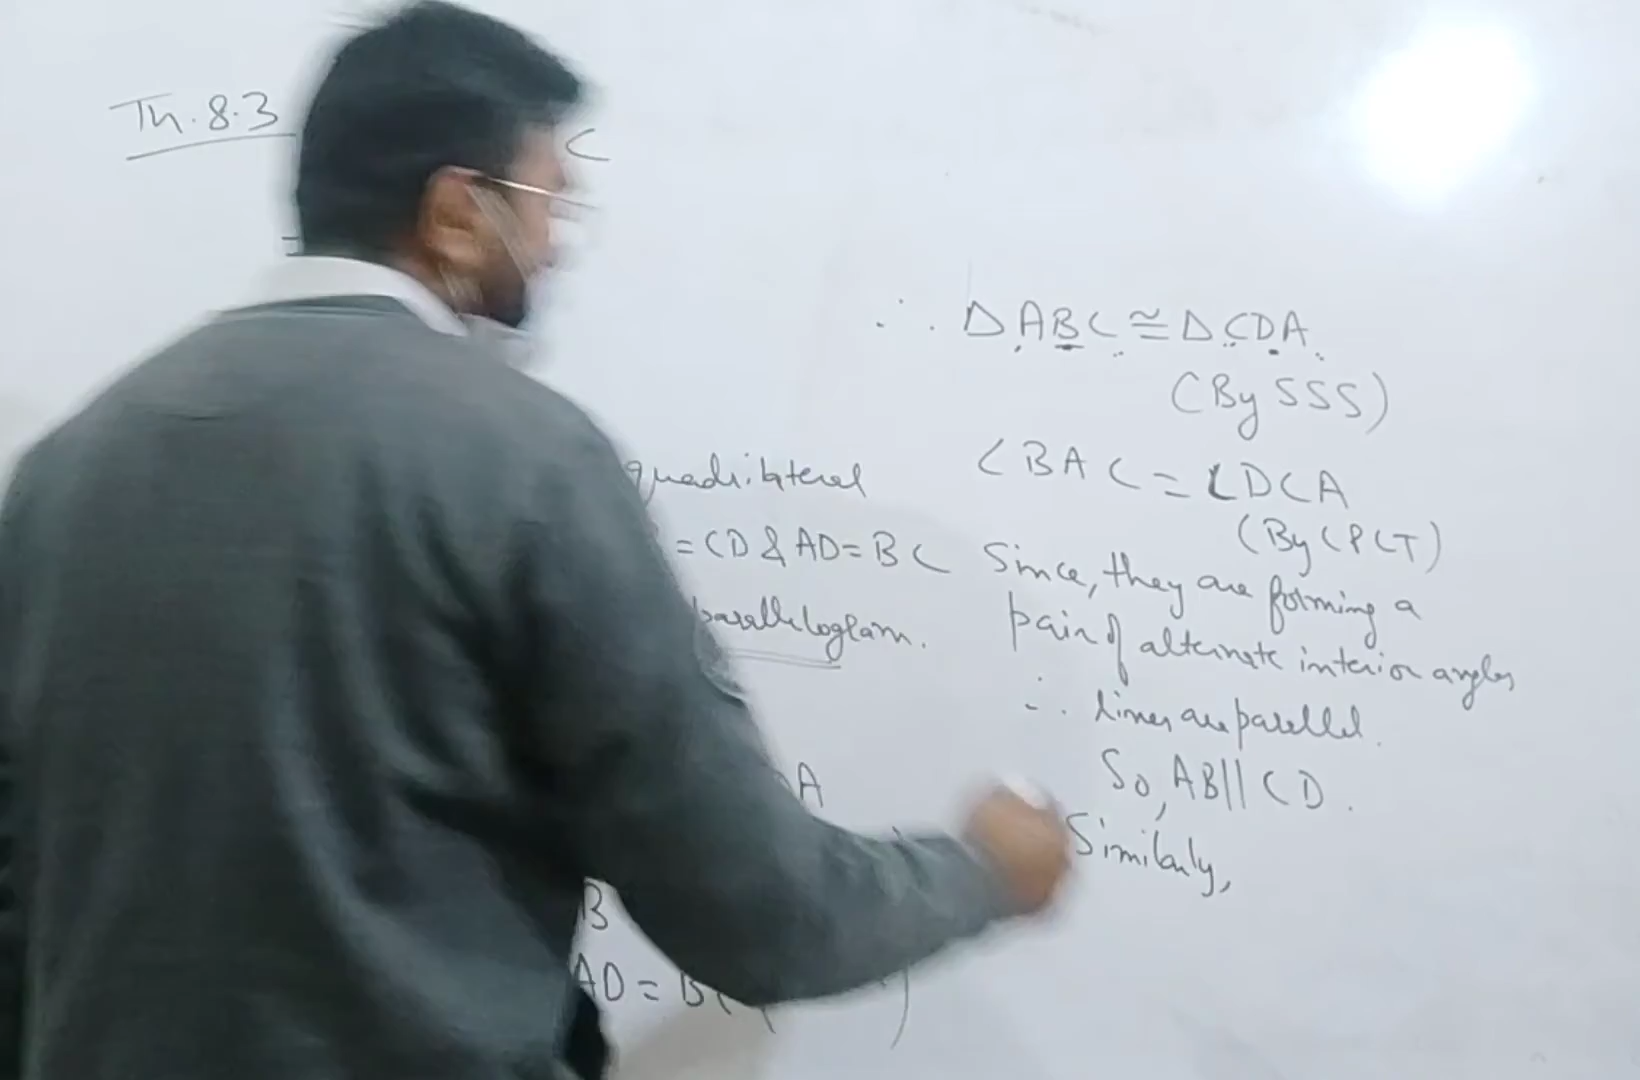 Th. 8.3
C
quadrilateral
= CD & AD = BC
parallelogram.
A
B
AD = B
∴ ΔABC ≅ ΔCDA
(By SSS)
∠BAC = ∠DCA
(By CPCT)
Since, they are forming a
pair of alternate interior angles
∴ lines are parallel.
So, AB || CD.
Similarly,